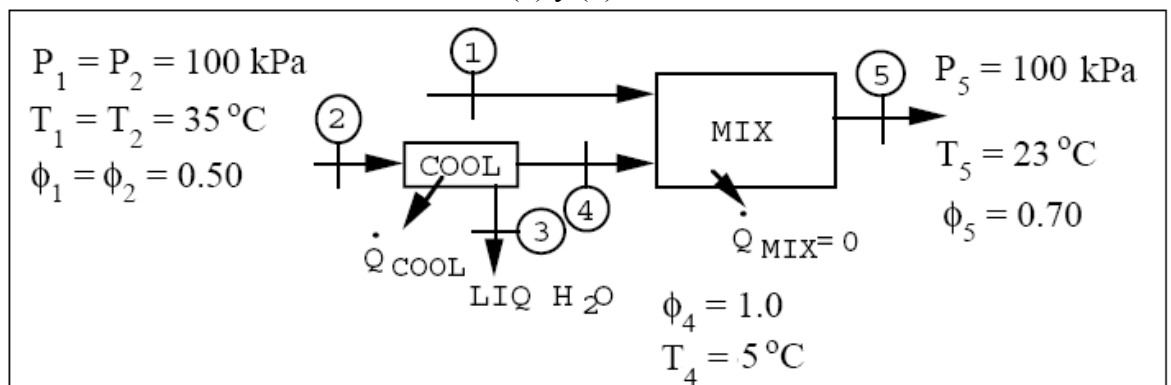 P₁ = P₂ = 100 kPa
T₁ = T₂ = 35 °C
ϕ₁ = ϕ₂ = 0.50
1
2
COOL
Q̇ COOL
3
LIQ H₂O
4
MIX
Q̇ MIX = 0
ϕ₄ = 1.0
T₄ = 5 °C
5
P₅ = 100 kPa
T₅ = 23 °C
ϕ₅ = 0.70